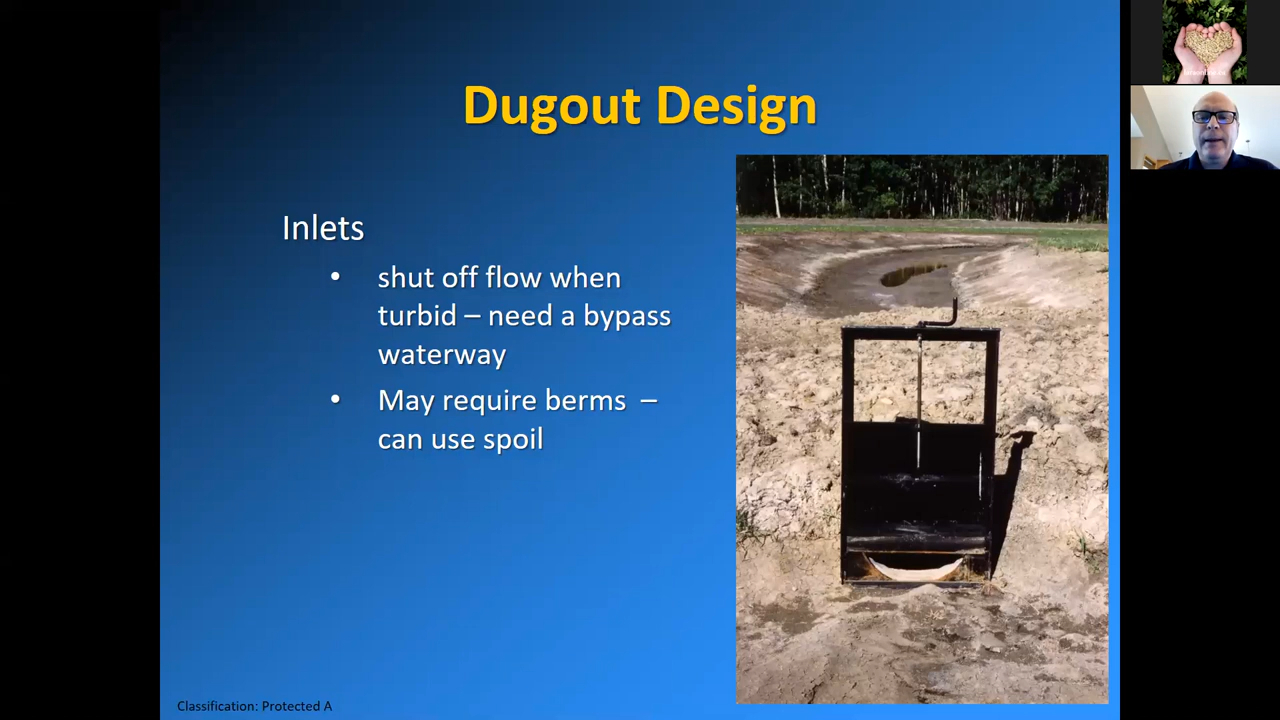 Dugout Design
Inlets
• shut off flow when
turbid – need a bypass
waterway
• May require berms –
can use spoil
Classification: Protected A